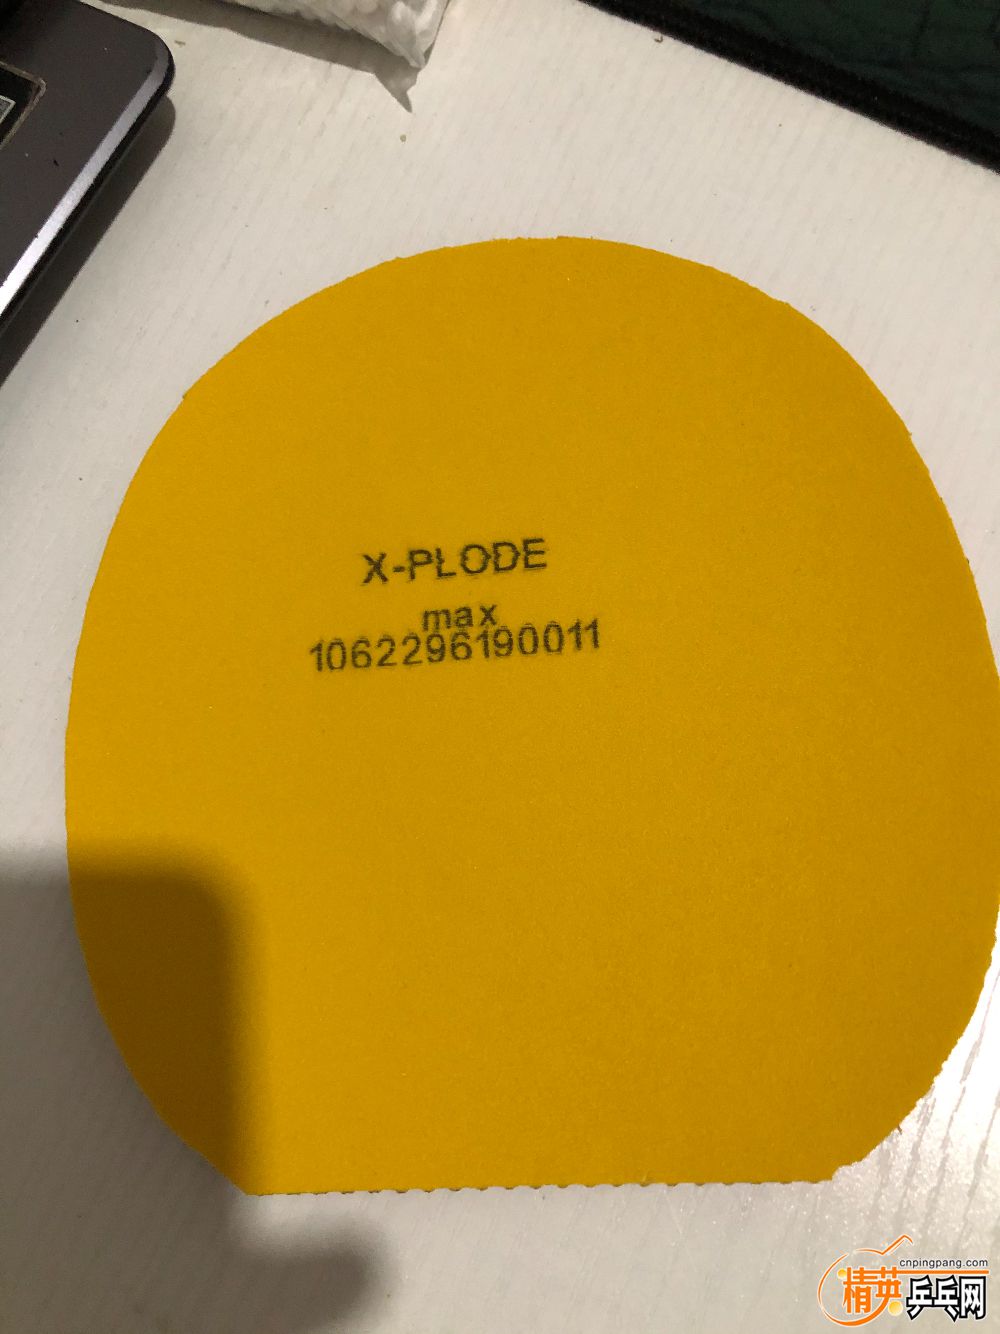 X-PLODE
max
1062296190011
cnpingpang.com
精英乒乓网